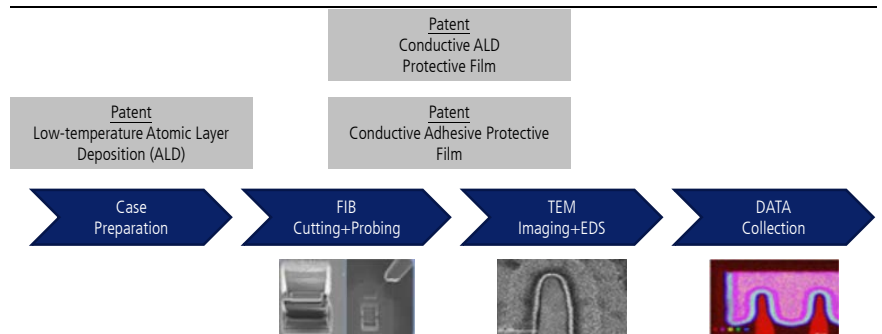 Patent
Conductive ALD
Protective Film
Patent
Low-temperature Atomic Layer
Deposition (ALD)
Patent
Conductive Adhesive Protective
Film
Case
Preparation
FIB
Cutting+Probing
TEM
Imaging+EDS
DATA
Collection